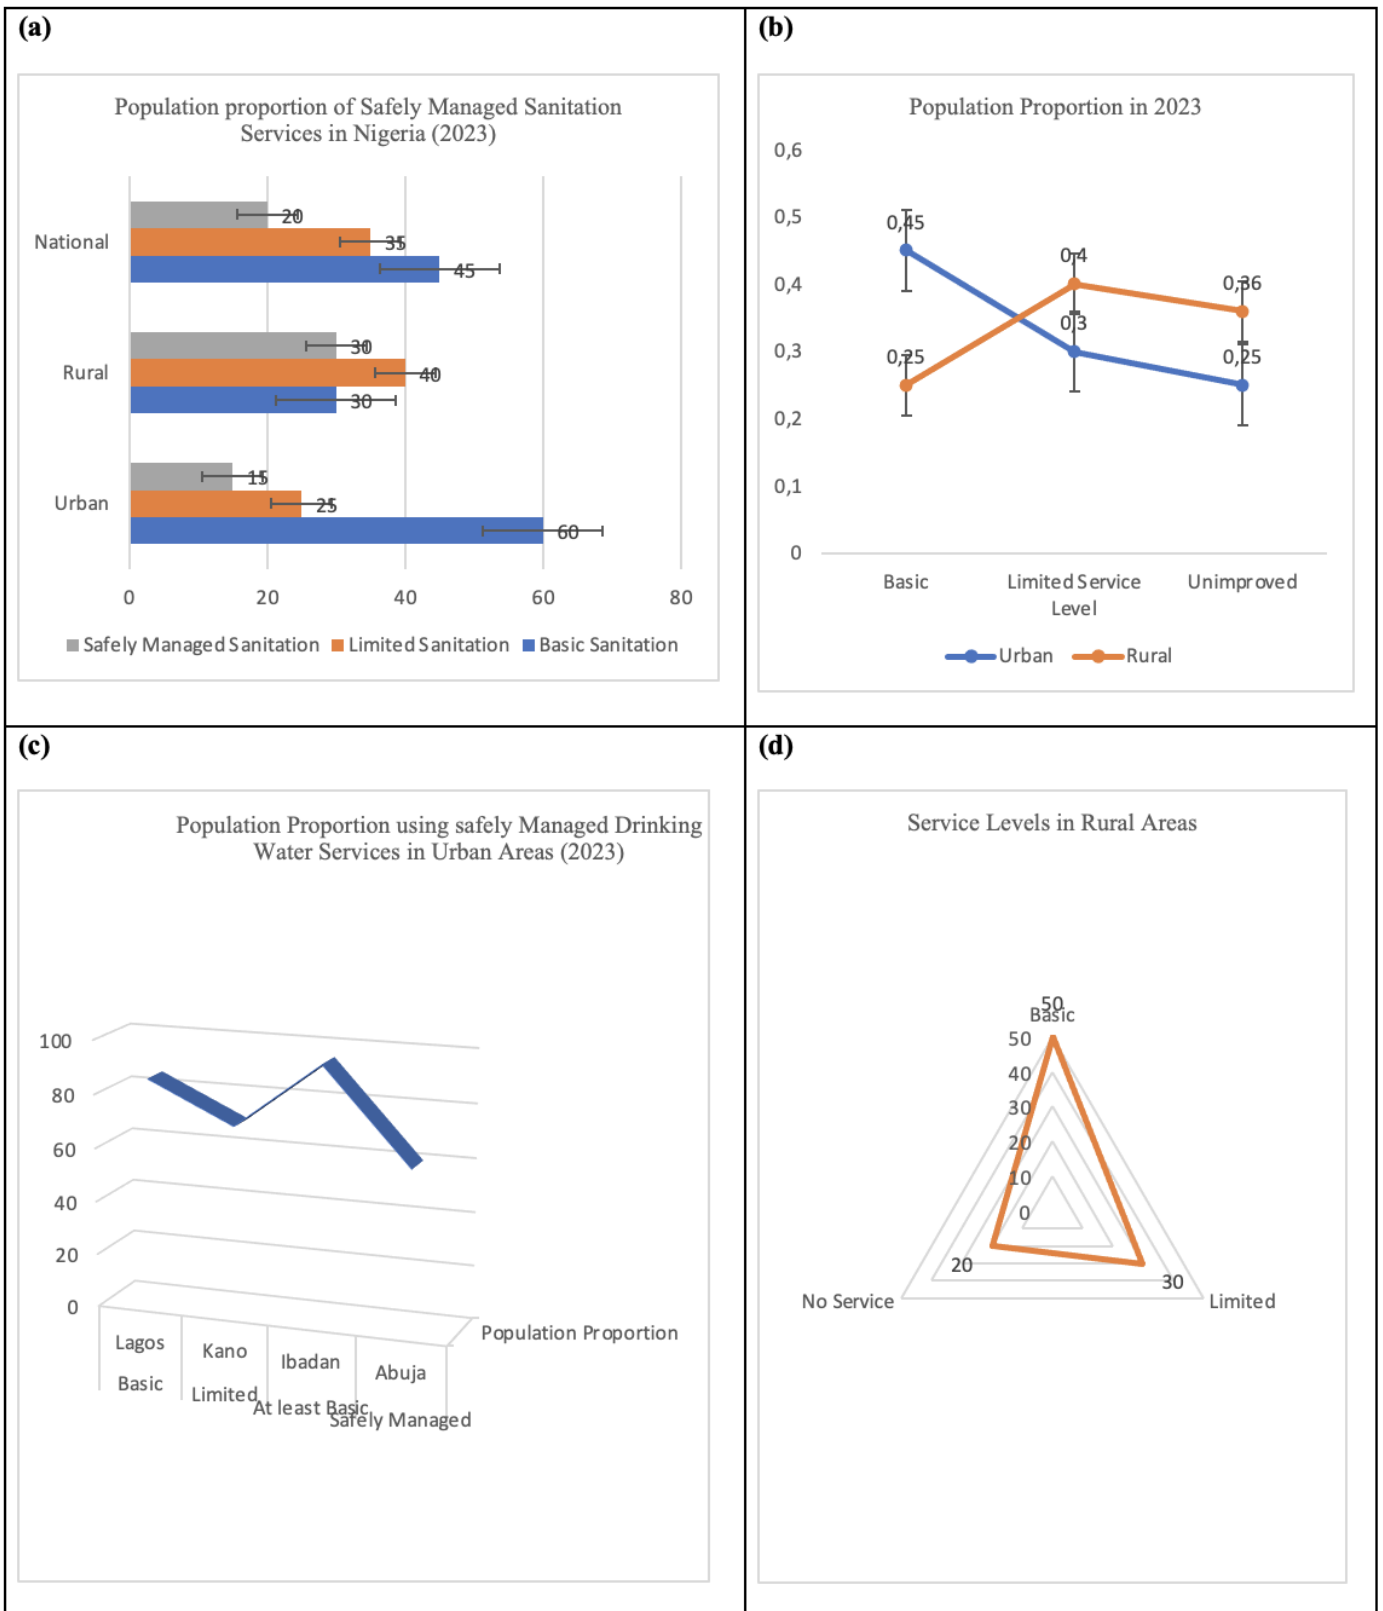 (a)
Population proportion of Safely Managed Sanitation
Services in Nigeria (2023)
National
20
35
45
Rural
30
40
30
Urban
15
25
60
0 20 40 60 80
Safely Managed Sanitation Limited Sanitation Basic Sanitation
(b)
Population Proportion in 2023
0,6
0,5
0,4
0,3
0,2
0,1
0
0,45
0,4
0,36
0,3
0,25
0,25
Basic Limited Service Unimproved
Level
Urban Rural
(c)
Population Proportion using safely Managed Drinking
Water Services in Urban Areas (2023)
100
80
60
40
20
0
Lagos Kano Ibadan Abuja
Basic Limited At least Basic Safely Managed
Population Proportion
(d)
Service Levels in Rural Areas
50
Basic
50
40
30
20
10
0
20
30
No Service Limited